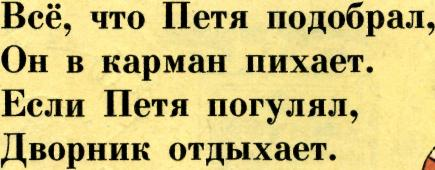 Всё, что Петя подобрал,
Он в карман пихает.
Если Петя погулял,
Дворник отдыхает.